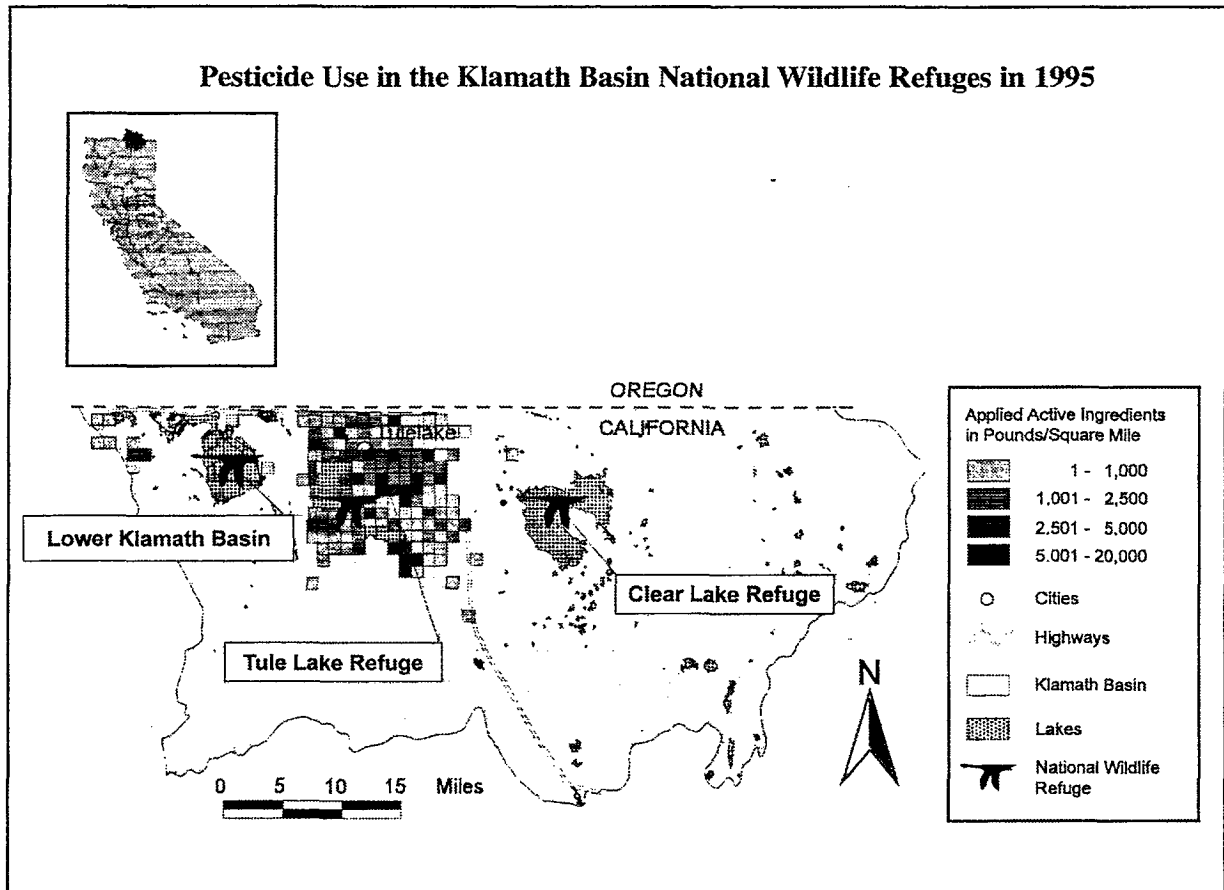 Pesticide Use in the Klamath Basin National Wildlife Refuges in 1995
OREGON
CALIFORNIA
Tulelake
Lower Klamath Basin
Clear Lake Refuge
Tule Lake Refuge
N
0 5 10 15 Miles
Applied Active Ingredients
in Pounds/Square Mile
1 - 1,000
1,001 - 2,500
2.501 - 5,000
5.001 - 20,000
Cities
Highways
Klamath Basin
Lakes
National Wildlife
Refuge